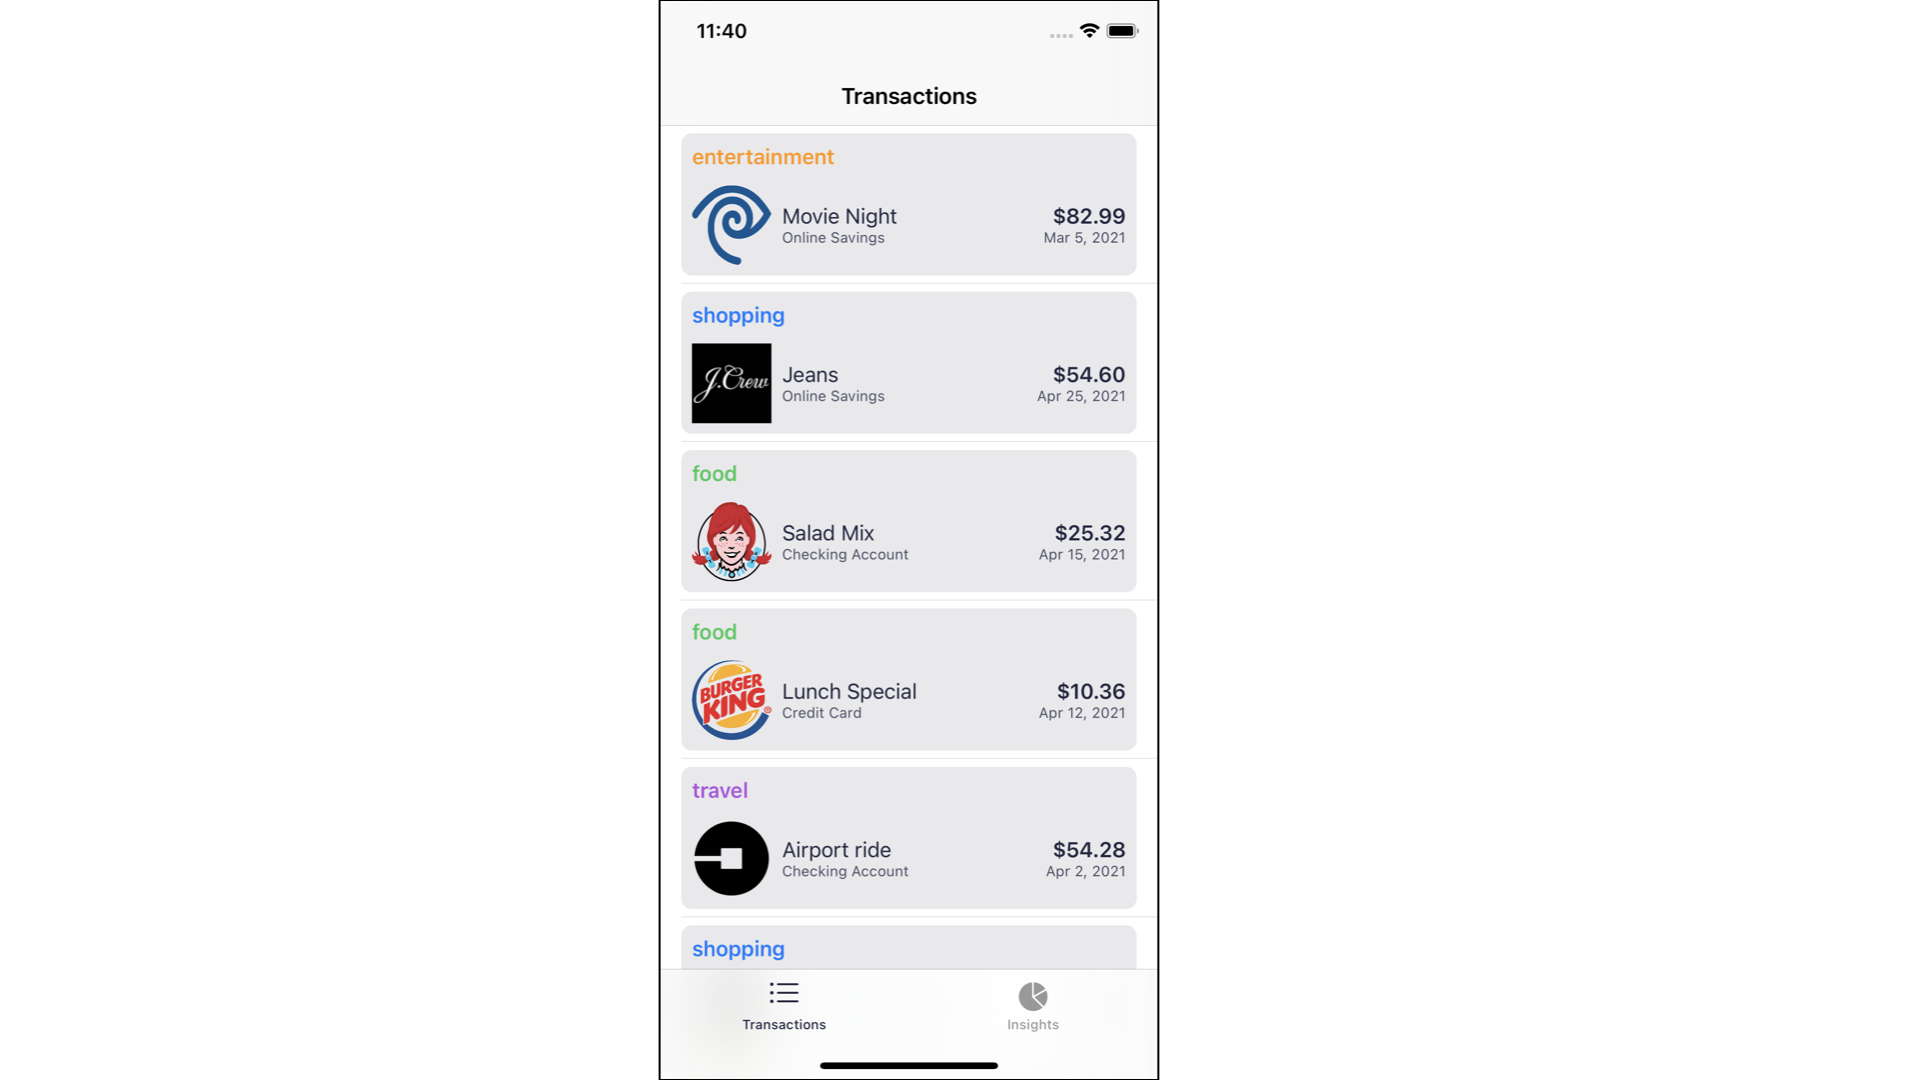 11:40
Transactions
entertainment
Movie Night
$82.99
Online Savings
Mar 5, 2021
shopping
J.Crew
Jeans
$54.60
Online Savings
Apr 25, 2021
food
Salad Mix
$25.32
Checking Account
Apr 15, 2021
food
BURGER
KING®
Lunch Special
$10.36
Credit Card
Apr 12, 2021
travel
Airport ride
$54.28
Checking Account
Apr 2, 2021
shopping
Transactions
Insights